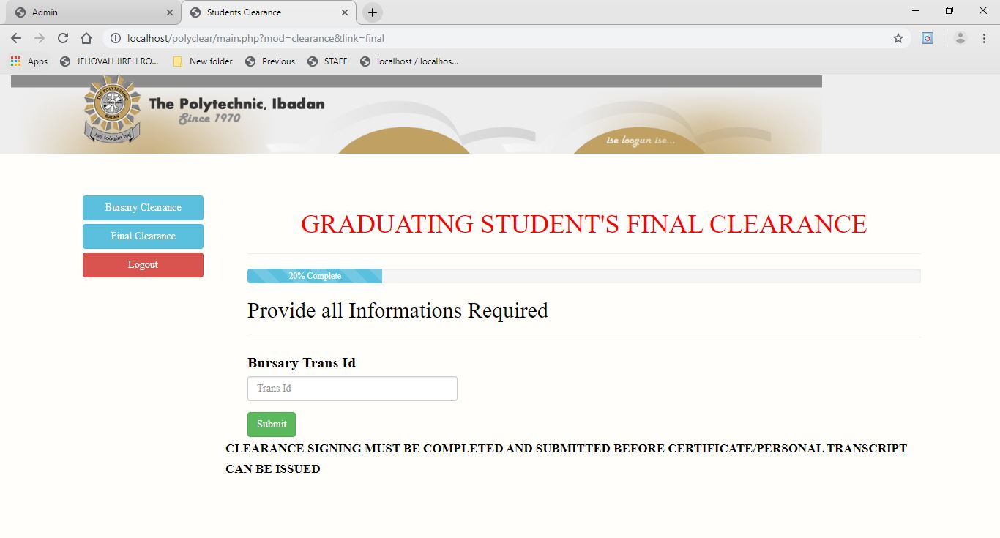 Admin
Students Clearance
localhost/polyclear/main.php?mod=clearance&link=final
Apps
JEHOVAH JIREH RO...
New folder
Previous
STAFF
localhost / localhos...
THE POLYTECHNIC
IBADAN
Iṣẹ́ loògùn iṣẹ́
The Polytechnic, Ibadan
Since 1970
ise loogun ise...
Bursary Clearance
Final Clearance
Logout
GRADUATING STUDENT'S FINAL CLEARANCE
20% Complete
Provide all Informations Required
Bursary Trans Id
Trans Id
Submit
CLEARANCE SIGNING MUST BE COMPLETED AND SUBMITTED BEFORE CERTIFICATE/PERSONAL TRANSCRIPT
CAN BE ISSUED